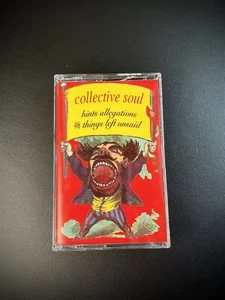 collective soul
hints allegations
& things left unsaid